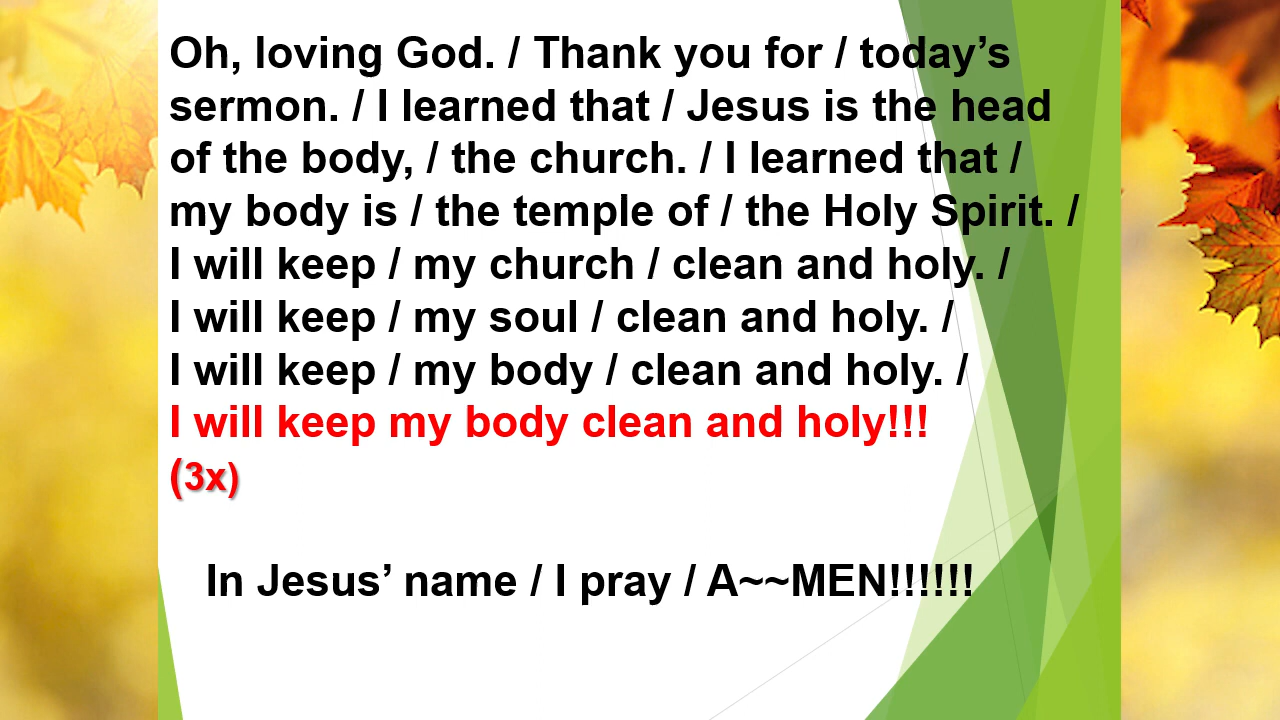 Oh, loving God. / Thank you for / today’s
sermon. / I learned that / Jesus is the head
of the body, / the church. / I learned that /
my body is / the temple of / the Holy Spirit. /
I will keep / my church / clean and holy. /
I will keep / my soul / clean and holy. /
I will keep / my body / clean and holy. /
I will keep my body clean and holy!!!
(3x)
In Jesus’ name / I pray / A~~MEN!!!!!!